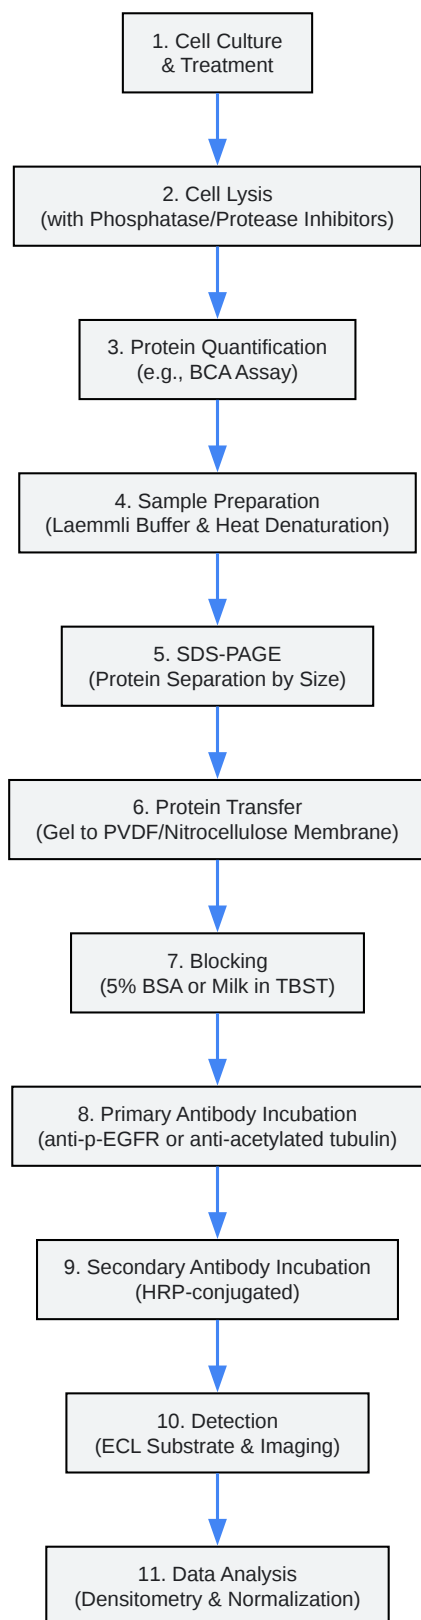 1. Cell Culture
& Treatment
2. Cell Lysis
(with Phosphatase/Protease Inhibitors)
3. Protein Quantification
(e.g., BCA Assay)
4. Sample Preparation
(Laemmli Buffer & Heat Denaturation)
5. SDS-PAGE
(Protein Separation by Size)
6. Protein Transfer
(Gel to PVDF/Nitrocellulose Membrane)
7. Blocking
(5% BSA or Milk in TBST)
8. Primary Antibody Incubation
(anti-p-EGFR or anti-acetylated tubulin)
9. Secondary Antibody Incubation
(HRP-conjugated)
10. Detection
(ECL Substrate & Imaging)
11. Data Analysis
(Densitometry & Normalization)